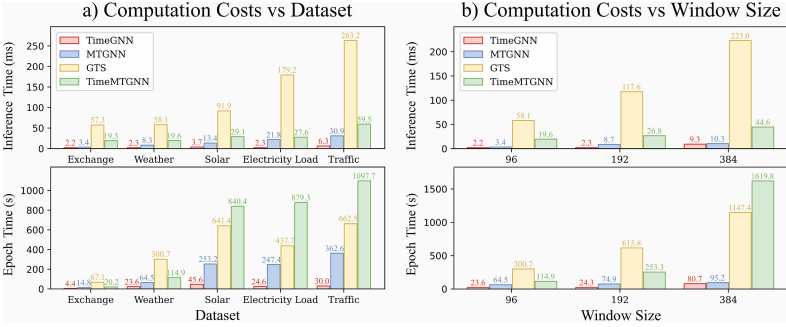 a) Computation Costs vs Dataset
Inference Time (ms)
250
200
150
100
50
0
TimeGNN
MTGNN
GTS
TimeMTGNN
2.2 3.4 57.3 19.3
2.3 8.3 58.1 19.6
3.7 13.4 91.9 29.1
2.3 21.8 179.2 27.6
6.3 30.9 263.2 59.5
Exchange Weather Solar Electricity Load Traffic
Epoch Time (s)
1000
800
600
400
200
0
4.4 14.8 67.1 20.2
23.6 64.5 300.7 114.9
45.6 253.2 641.4 840.4
24.6 247.4 437.7 879.3
30.0 362.6 662.5 1097.7
Exchange Weather Solar Electricity Load Traffic
Dataset
b) Computation Costs vs Window Size
Inference Time (ms)
200
150
100
50
0
TimeGNN
MTGNN
GTS
TimeMTGNN
2.2 3.4 58.1 19.6
2.3 8.7 117.6 26.8
9.3 10.3 223.0 44.6
96 192 384
Epoch Time (s)
1500
1000
500
0
23.6 64.5 300.7 114.9
24.3 74.9 615.8 253.3
80.7 95.2 1147.4 1619.8
96 192 384
Window Size